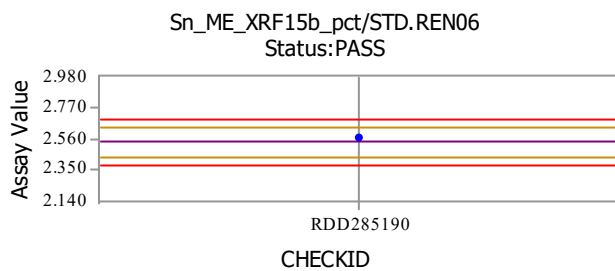 Sn_ME_XRF15b_pct/STD.REN06
Status:PASS
Assay Value
2.980
2.770
2.560
2.350
2.140
RDD285190
CHECKID